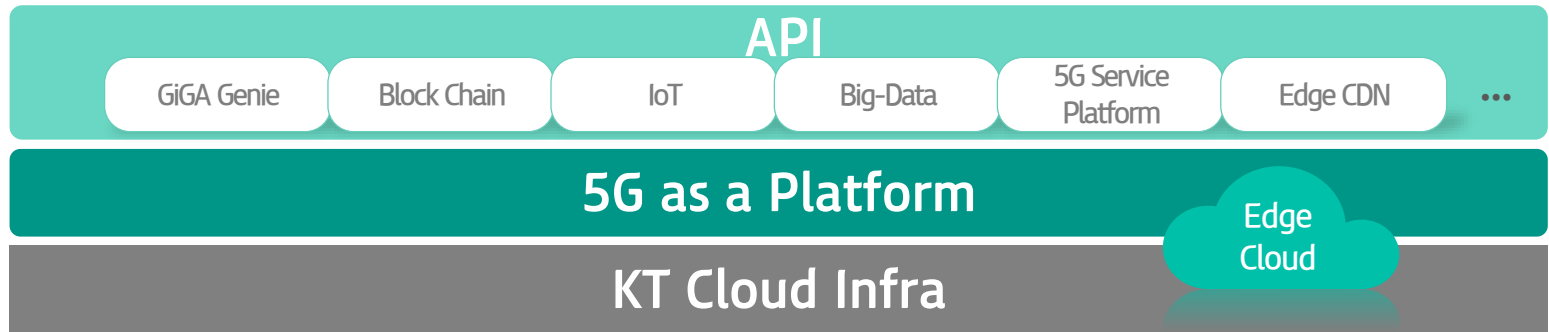 API
GiGA Genie
Block Chain
IoT
Big-Data
5G Service
Platform
Edge CDN
...
5G as a Platform
Edge
Cloud
KT Cloud Infra